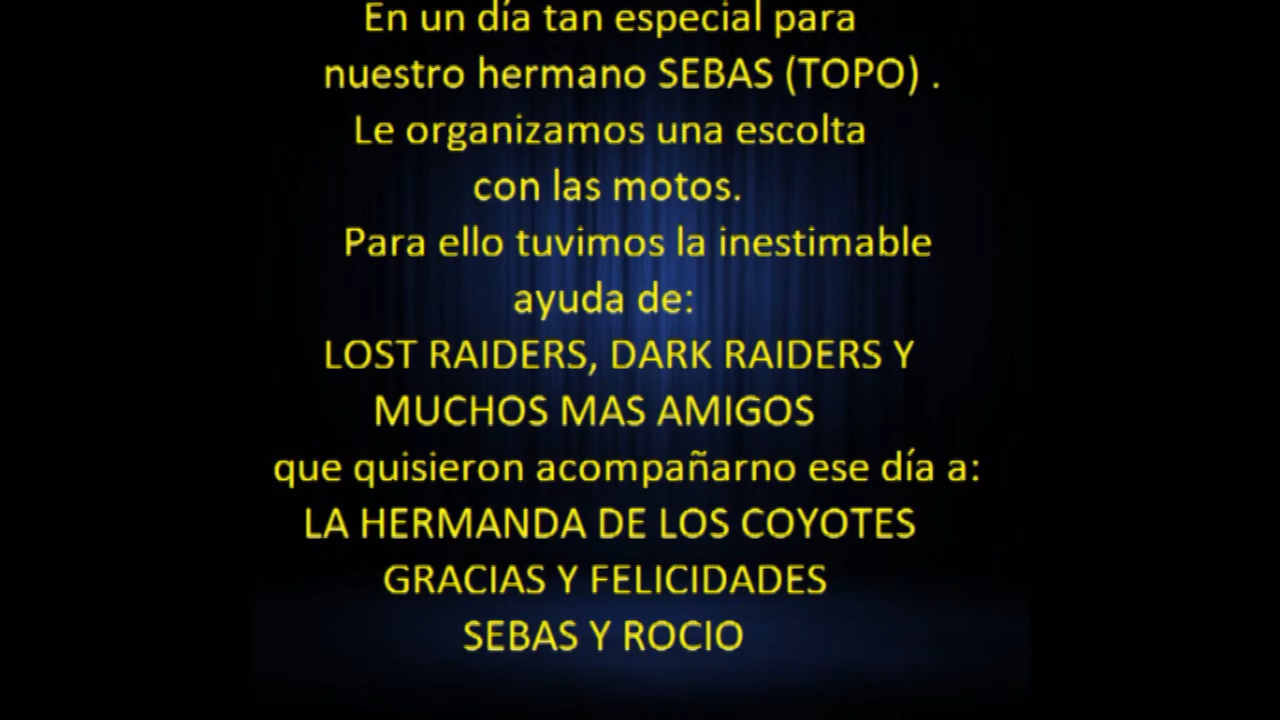 En un día tan especial para
nuestro hermano SEBAS (TOPO) .
Le organizamos una escolta
con las motos.
Para ello tuvimos la inestimable
ayuda de:
LOST RAIDERS, DARK RAIDERS Y
MUCHOS MAS AMIGOS
que quisieron acompañarno ese día a:
LA HERMANDA DE LOS COYOTES
GRACIAS Y FELICIDADES
SEBAS Y ROCIO